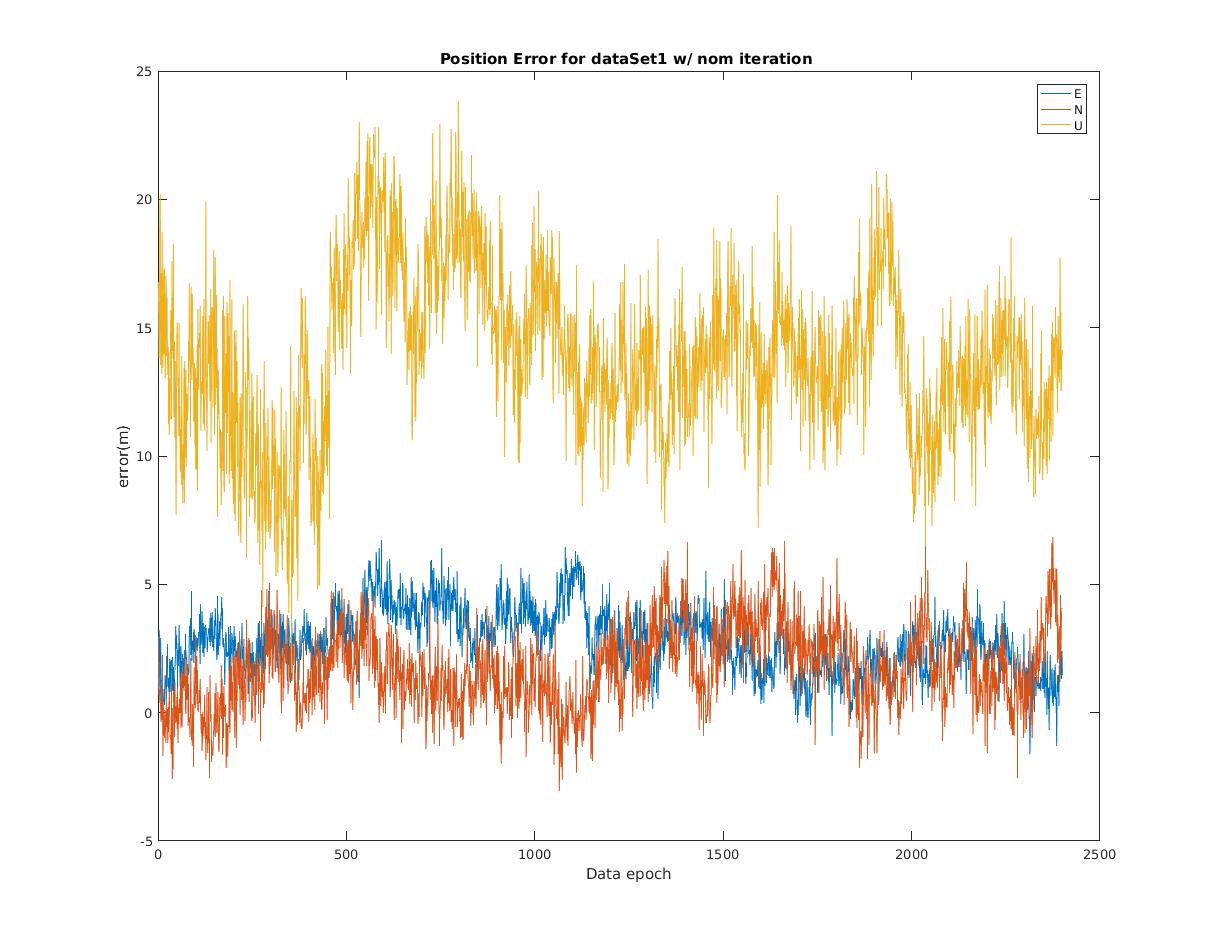 Position Error for dataSet1 w/ nom iteration
25
20
15
10
5
0
-5
error(m)
E
N
U
0 500 1000 1500 2000 2500
Data epoch